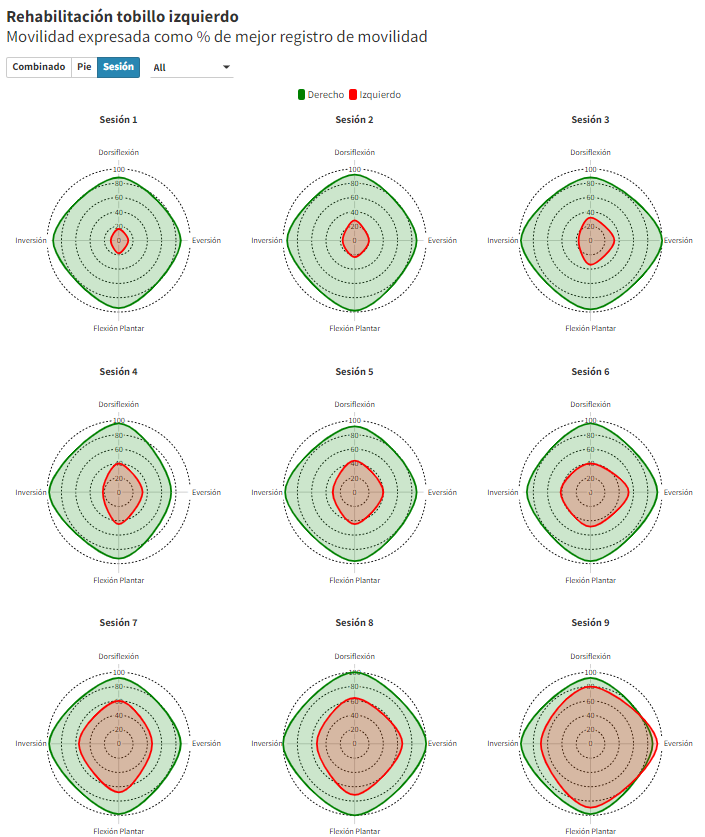 Rehabilitación tobillo izquierdo
Movilidad expresada como % de mejor registro de movilidad
Combinado Pie Sesión All
Derecho Izquierdo
Sesión 1 Sesión 2 Sesión 3
Dorsiflexión Dorsiflexión Dorsiflexión
100 100 100
80 80 80
60 60 60
40 40 40
20 20 20
Inversión 0 Eversión Inversión 0 Eversión Inversión 0 Eversión
Flexión Plantar Flexión Plantar Flexión Plantar
Sesión 4 Sesión 5 Sesión 6
Dorsiflexión Dorsiflexión Dorsiflexión
100 100 100
80 80 80
60 60 60
40 40 40
20 20 20
Inversión 0 Eversión Inversión 0 Eversión Inversión Eversión
Flexión Plantar Flexión Plantar Flexión Plantar
Sesión 7 Sesión 8 Sesión 9
Dorsiflexión Dorsiflexión Dorsiflexión
100 100 100
80 80 80
60 60 60
40 40 40
20 20 20
Inversión 0 Eversión Inversión 0 Eversión Inversión 0 Eversión
Flexión Plantar Flexión Plantar Flexión Plantar